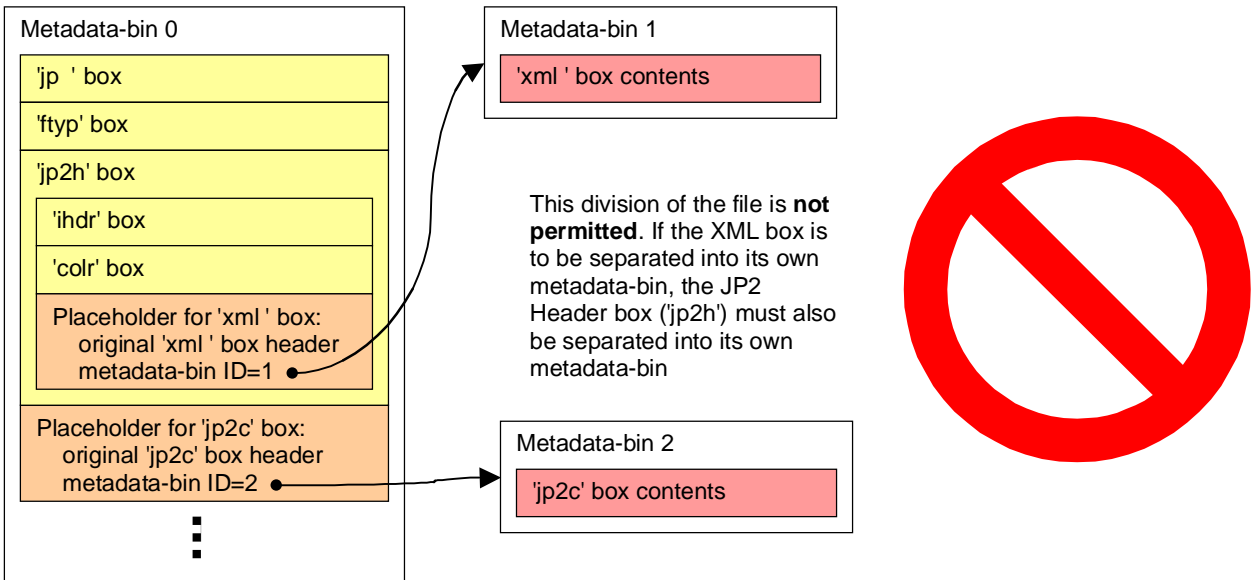 Metadata-bin 0
'jp  ' box
'ftyp' box
'jp2h' box
'ihdr' box
'colr' box
Placeholder for 'xml ' box:
original 'xml ' box header
metadata-bin ID=1
Placeholder for 'jp2c' box:
original 'jp2c' box header
metadata-bin ID=2
Metadata-bin 1
'xml ' box contents
This division of the file is not
permitted. If the XML box is
to be separated into its own
metadata-bin, the JP2
Header box ('jp2h') must also
be separated into its own
metadata-bin
Metadata-bin 2
'jp2c' box contents